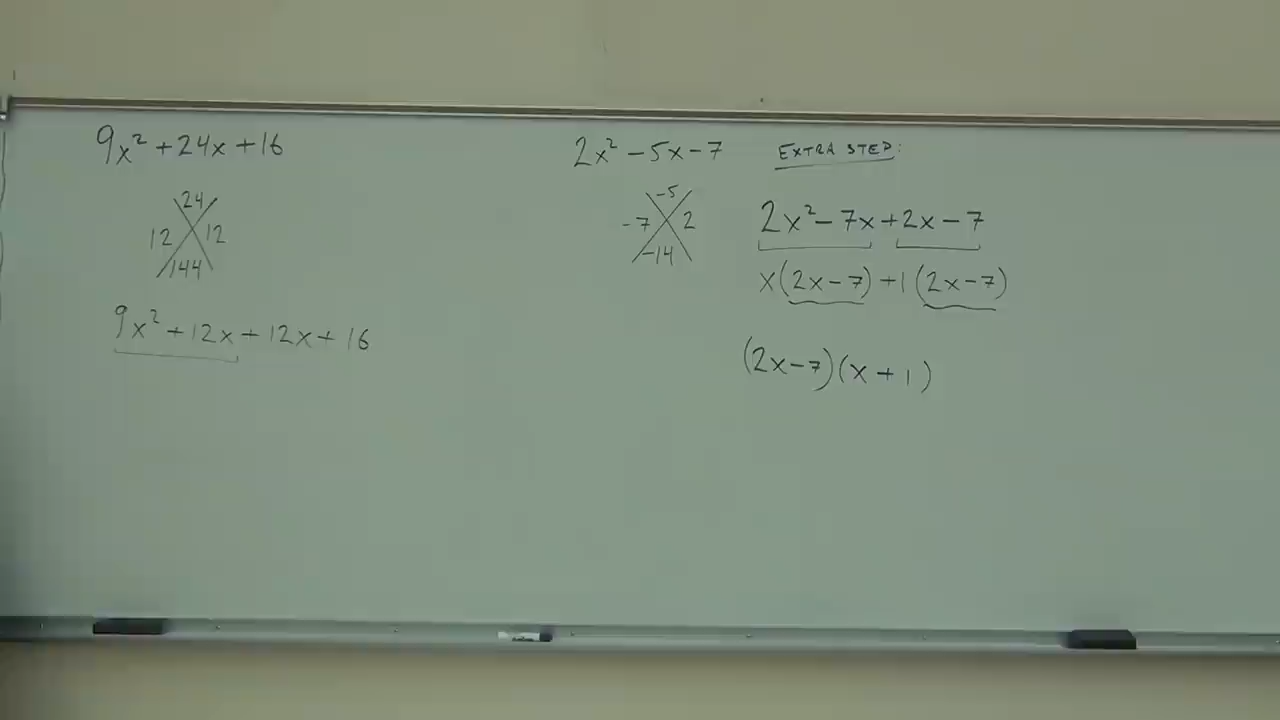 9x² + 24x + 16
24
12 12
144
9x² + 12x + 12x + 16
2x² - 5x - 7
-5
-7 2
-14
EXTRA STEP:
2x² - 7x + 2x - 7
x(2x - 7) + 1(2x - 7)
(2x - 7)(x + 1)